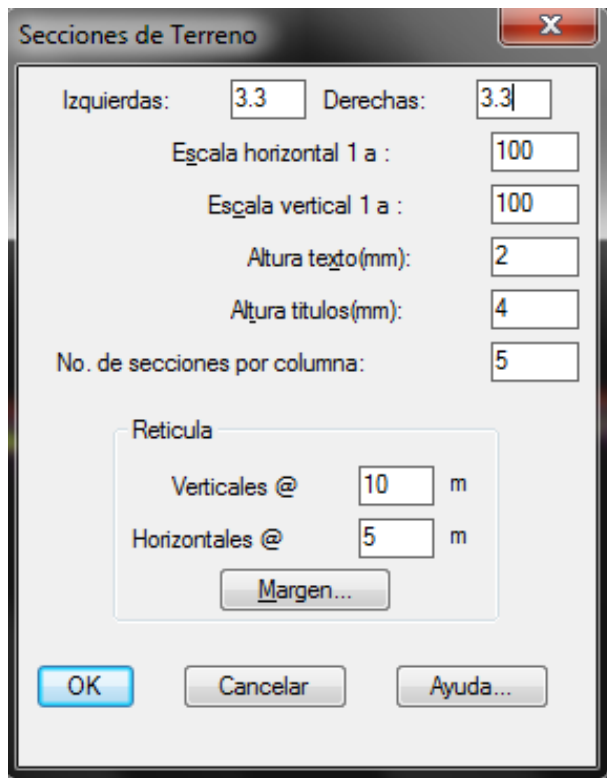 Secciones de Terreno
Izquierdas: 3.3 Derechas: 3.3
Escala horizontal 1 a : 100
Escala vertical 1 a : 100
Altura texto(mm): 2
Altura titulos(mm): 4
No. de secciones por columna: 5
Reticula
Verticales @ 10 m
Horizontales @ 5 m
Margen...
OK Cancelar Ayuda...